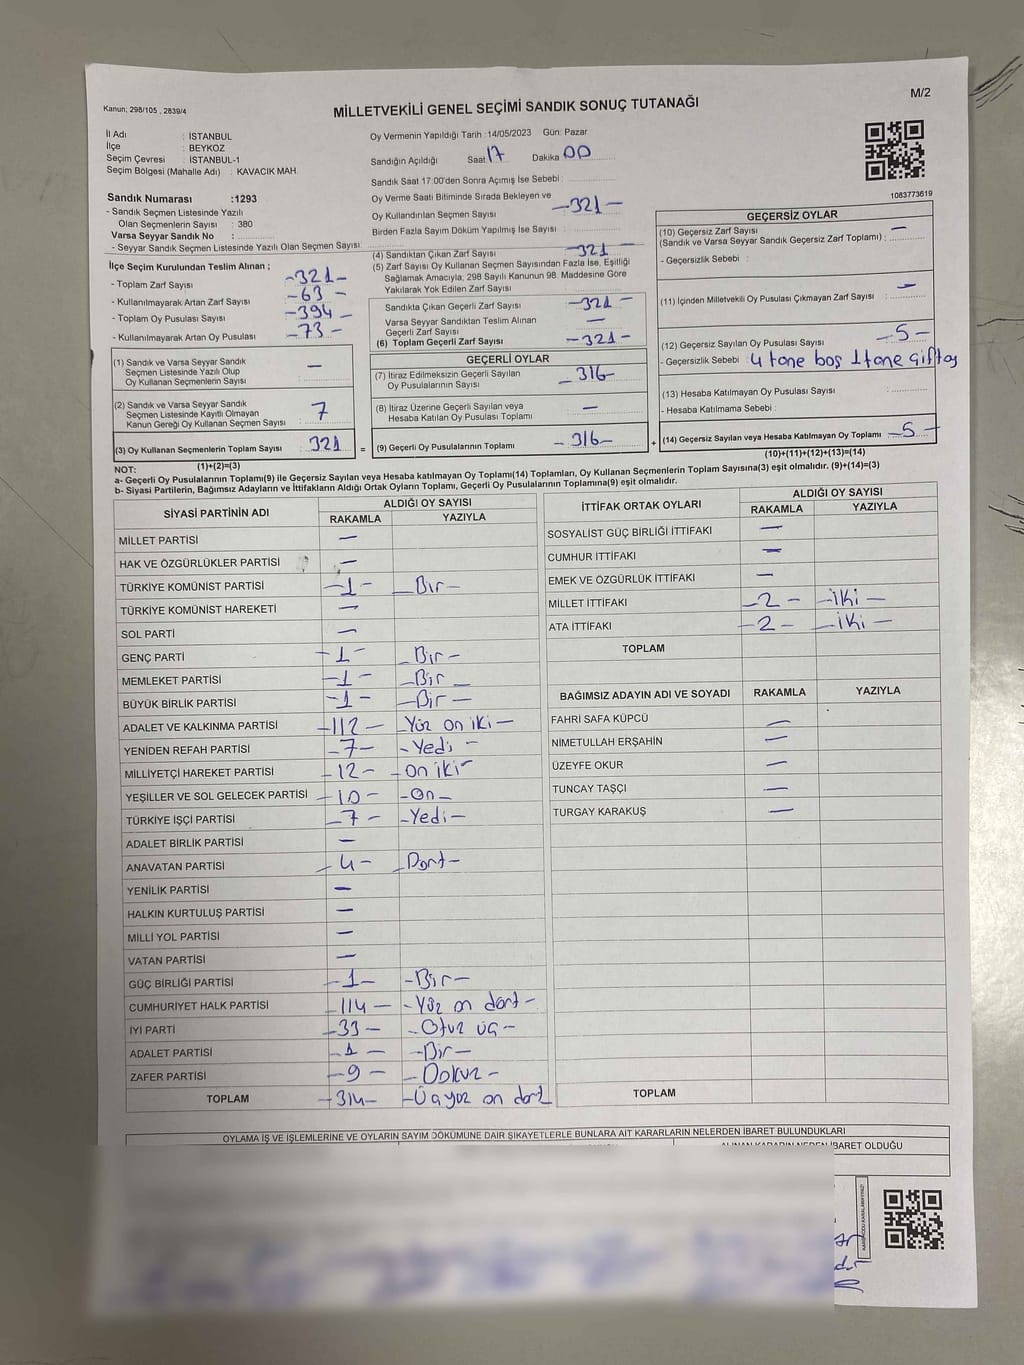 M/2
Kanun; 298/105 , 2839/4
MİLLETVEKİLİ GENEL SEÇİMİ SANDIK SONUÇ TUTANAĞI
İl Adı : İSTANBUL
İlçe : BEYKOZ
Seçim Çevresi : İSTANBUL-1
Seçim Bölgesi (Mahalle Adı) : KAVACIK MAH.
Sandık Numarası :1293
- Sandık Seçmen Listesinde Yazılı
Olan Seçmenlerin Sayısı : 380
Varsa Seyyar Sandık No :
- Seyyar Sandık Seçmen Listesinde Yazılı Olan Seçmen Sayısı:
Oy Vermenin Yapıldığı Tarih :14/05/2023 Gün: Pazar
Sandığın Açıldığı Saat 17 Dakika 00
Sandık Saat 17:00'den Sonra Açımış İse Sebebi :
Oy Verme Saati Bitiminde Sırada Bekleyen ve
Oy Kullandırılan Seçmen Sayısı : -321-
Birden Fazla Sayım Döküm Yapılmış İse Sayısı :
1083773619
İlçe Seçim Kurulundan Teslim Alınan ;
- Toplam Zarf Sayısı : -321-
- Kullanılmayarak Artan Zarf Sayısı : -63-
- Toplam Oy Pusulası Sayısı : -394-
- Kullanılmayarak Artan Oy Pusulası : -73-
(4) Sandıktan Çıkan Zarf Sayısı : -321-
(5) Zarf Sayısı Oy Kullanan Seçmen Sayısından Fazla İse, Eşitliği
Sağlamak Amacıyla, 298 Sayılı Kanunun 98. Maddesine Göre
Yakılarak Yok Edilen Zarf Sayısı :
Sandıkta Çıkan Geçerli Zarf Sayısı : -321-
Varsa Seyyar Sandıktan Teslim Alınan
Geçerli Zarf Sayısı : -
(6) Toplam Geçerli Zarf Sayısı : -321-
(1) Sandık ve Varsa Seyyar Sandık
Seçmen Listesinde Yazılı Olup
Oy Kullanan Seçmenlerin Sayısı : -
(2) Sandık ve Varsa Seyyar Sandık
Seçmen Listesinde Kayıtlı Olmayan
Kanun Gereği Oy Kullanan Seçmen Sayısı : 7
(3) Oy Kullanan Seçmenlerin Toplam Sayısı : 321
(1)+(2)=(3)
GEÇERLİ OYLAR
(7) İtiraz Edilmeksizin Geçerli Sayılan
Oy Pusulalarının Sayısı : -316-
(8) İtiraz Üzerine Geçerli Sayılan veya
Hesaba Katılan Oy Pusulası Toplamı : -
= (9) Geçerli Oy Pusulalarının Toplamı : -316-
GEÇERSİZ OYLAR
(10) Geçersiz Zarf Sayısı : -
(Sandık ve Varsa Seyyar Sandık Geçersiz Zarf Toplamı) :
- Geçersizlik Sebebi :
(11) İçinden Milletvekili Oy Pusulası Çıkmayan Zarf Sayısı : -
(12) Geçersiz Sayılan Oy Pusulası Sayısı : -5-
- Geçersizlik Sebebi : 4 tane boş 1 tane çift oy
(13) Hesaba Katılmayan Oy Pusulası Sayısı :
- Hesaba Katılmama Sebebi :
+ (14) Geçersiz Sayılan veya Hesaba Katılmayan Oy Toplamı : -5-
(10)+(11)+(12)+(13)=(14)
NOT:
a- Geçerli Oy Pusulalarının Toplamı(9) ile Geçersiz Sayılan veya Hesaba katılmayan Oy Toplamı(14) Toplamları, Oy Kullanan Seçmenlerin Toplam Sayısına(3) eşit olmalıdır. (9)+(14)=(3)
b- Siyasi Partilerin, Bağımsız Adayların ve İttifakların Aldığı Ortak Oyların Toplamı, Geçerli Oy Pusulalarının Toplamına(9) eşit olmalıdır.
SİYASİ PARTİNİN ADI ALDIĞI OY SAYISI
RAKAMLA YAZIYLA
MİLLET PARTİSİ -
HAK VE ÖZGÜRLÜKLER PARTİSİ -
TÜRKİYE KOMÜNİST PARTİSİ -1- -Bir-
TÜRKİYE KOMÜNİST HAREKETİ -
SOL PARTİ -
GENÇ PARTİ -1- -Bir-
MEMLEKET PARTİSİ -1- -Bir-
BÜYÜK BİRLİK PARTİSİ -1- -Bir-
ADALET VE KALKINMA PARTİSİ -112- -Yüz on iki-
YENİDEN REFAH PARTİSİ -7- -Yedi-
MİLLİYETÇİ HAREKET PARTİSİ -12- -on iki-
YEŞİLLER VE SOL GELECEK PARTİSİ -10- -On-
TÜRKİYE İŞÇİ PARTİSİ -7- -Yedi-
ADALET BİRLİK PARTİSİ -
ANAVATAN PARTİSİ -4- -Dort-
YENİLİK PARTİSİ -
HALKIN KURTULUŞ PARTİSİ -
MİLLİ YOL PARTİSİ -
VATAN PARTİSİ -
GÜÇ BİRLİĞİ PARTİSİ -1- -Bir-
CUMHURİYET HALK PARTİSİ -114- -Yüz on dort-
İYİ PARTİ -33- -Otuz üç-
ADALET PARTİSİ -1- -Bir-
ZAFER PARTİSİ -9- -Dokuz-
TOPLAM -314- -Üçyüz on dort
İTTİFAK ORTAK OYLARI ALDIĞI OY SAYISI
RAKAMLA YAZIYLA
SOSYALİST GÜÇ BİRLİĞİ İTTİFAKI -
CUMHUR İTTİFAKI -
EMEK VE ÖZGÜRLÜK İTTİFAKI -
MİLLET İTTİFAKI -2- -İki-
ATA İTTİFAKI -2- -İki-
TOPLAM
BAĞIMSIZ ADAYIN ADI VE SOYADI RAKAMLA YAZIYLA
FAHRİ SAFA KÜPCÜ -
NİMETULLAH ERŞAHİN -
ÜZEYFE OKUR -
TUNCAY TAŞÇI -
TURGAY KARAKUŞ -
TOPLAM
OYLAMA İŞ VE İŞLEMLERİNE VE OYLARIN SAYIM DÖKÜMÜNE DAİR ŞİKAYETLERLE BUNLARA AİT KARARLARIN NELERDEN İBARET BULUNDUKLARI
ALINAN KARARIN NEDEN İBARET OLDUĞU